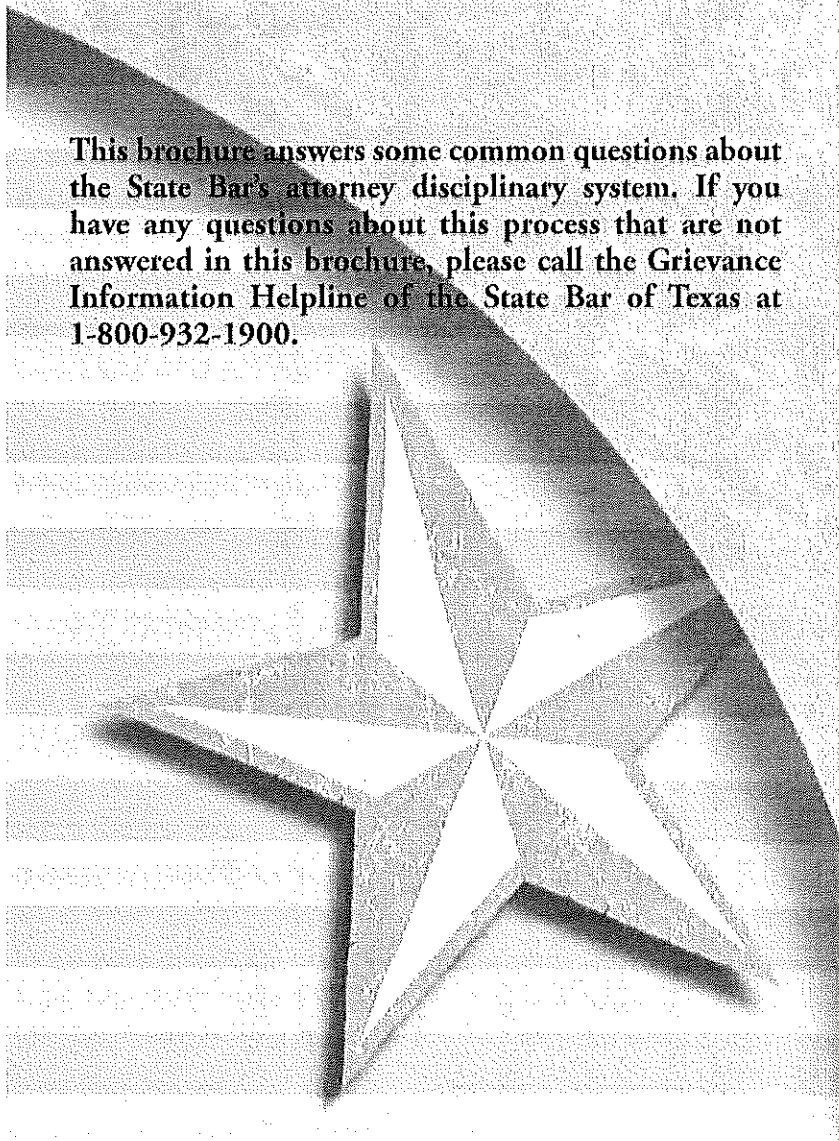 This brochure answers some common questions about
the State Bar's attorney disciplinary system. If you
have any questions about this process that are not
answered in this brochure, please call the Grievance
Information Helpline of the State Bar of Texas at
1-800-932-1900.